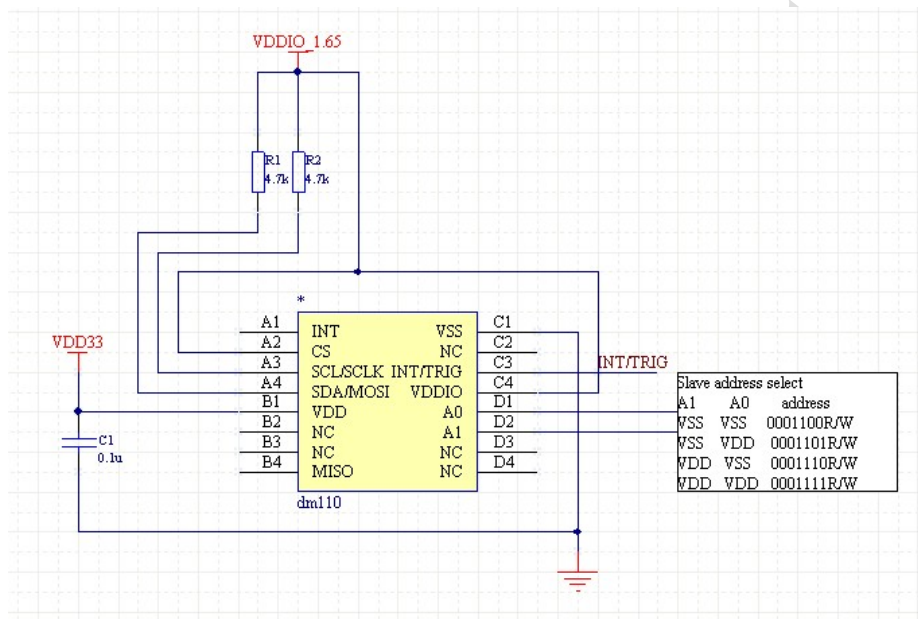 VDDIO_1.65
R1 R2
4.7k 4.7k
*
A1 INT VSS C1
A2 CS NC C2
A3 SCL/SCLK INT/TRIG C3 INT/TRIG
A4 SDA/MOSI VDDIO C4
B1 VDD A0 D1
B2 NC A1 D2
B3 NC NC D3
B4 MISO NC D4
dm110
VDD33
C1
0.1u
Slave address select
A1 A0 address
VSS VSS 0001100R/W
VSS VDD 0001101R/W
VDD VSS 0001110R/W
VDD VDD 0001111R/W